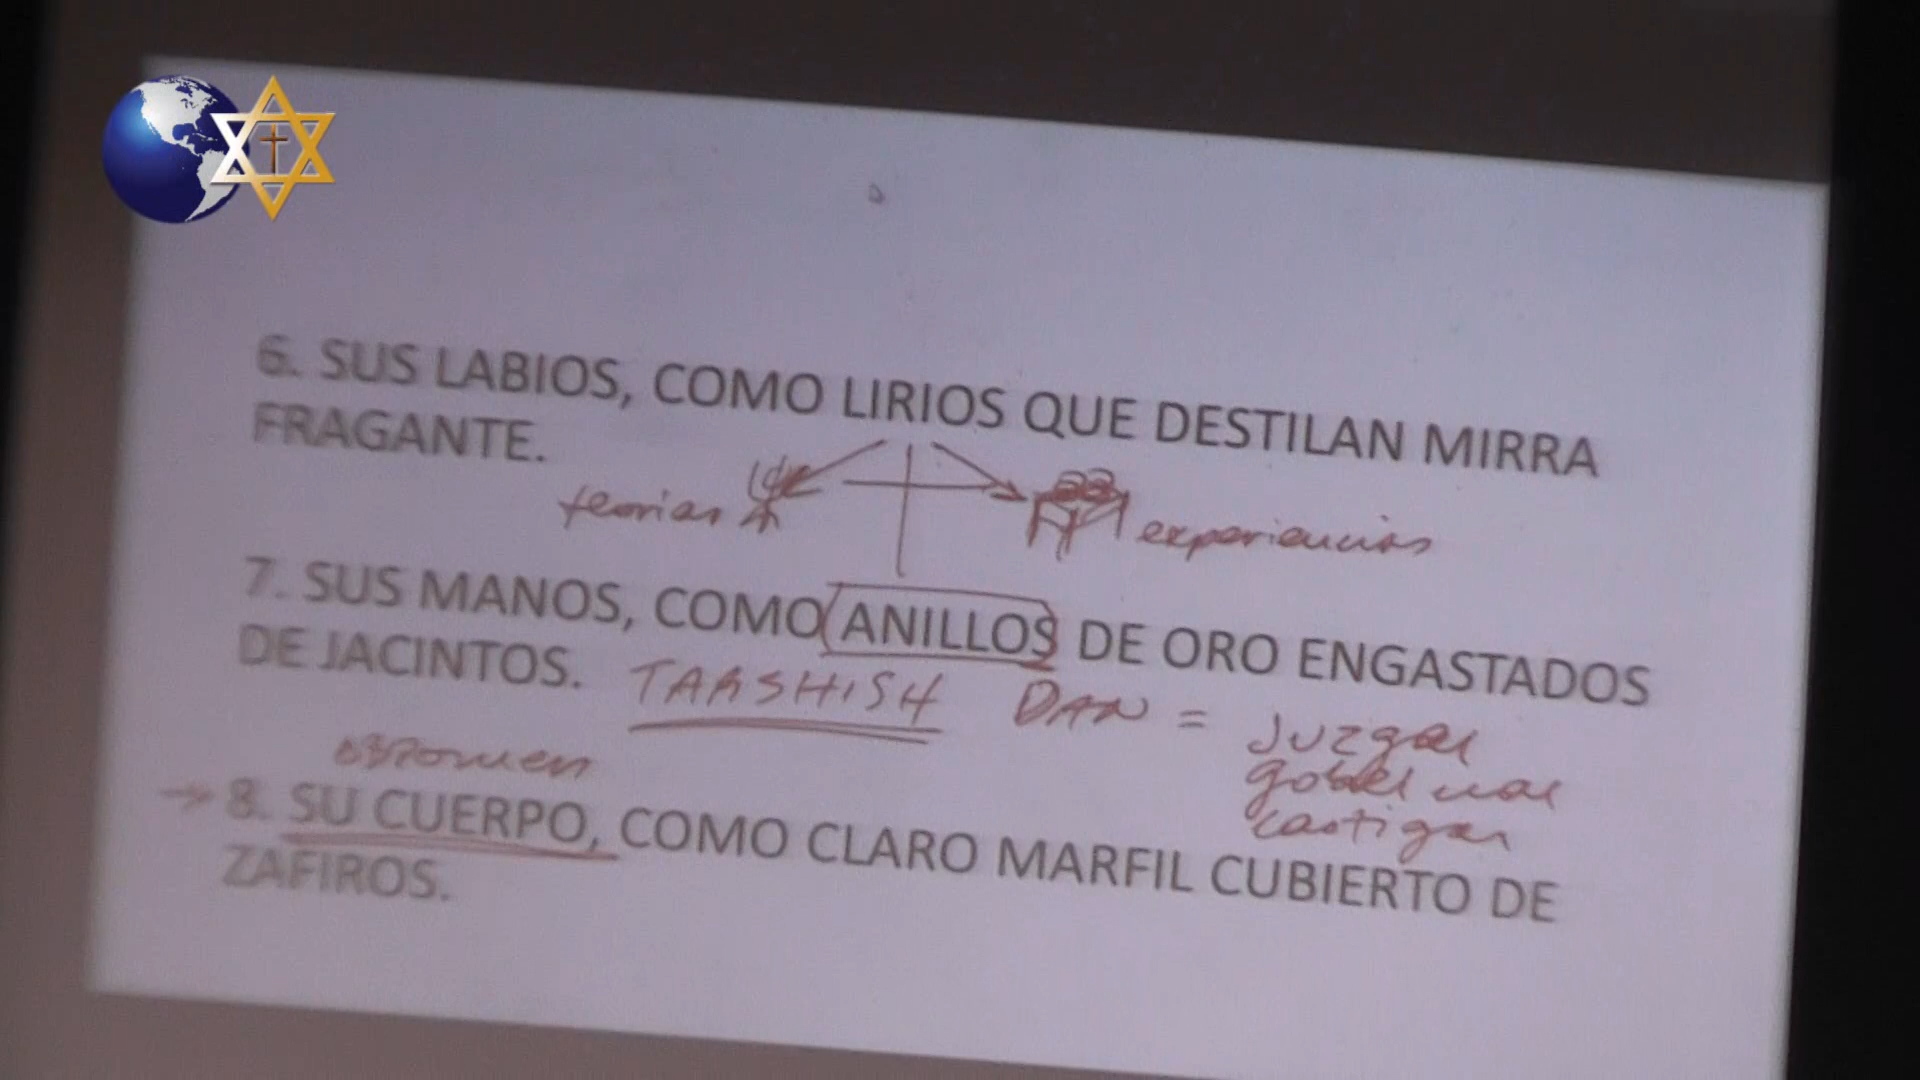 6. SUS LABIOS, COMO LIRIOS QUE DESTILAN MIRRA
FRAGANTE.
teorias
experiencias
7. SUS MANOS, COMO ANILLOS DE ORO ENGASTADOS
DE JACINTOS.
TARSHISH DAN = Juzgar
gobernar
castigar
8. SU CUERPO, COMO CLARO MARFIL CUBIERTO DE
ZAFIROS.